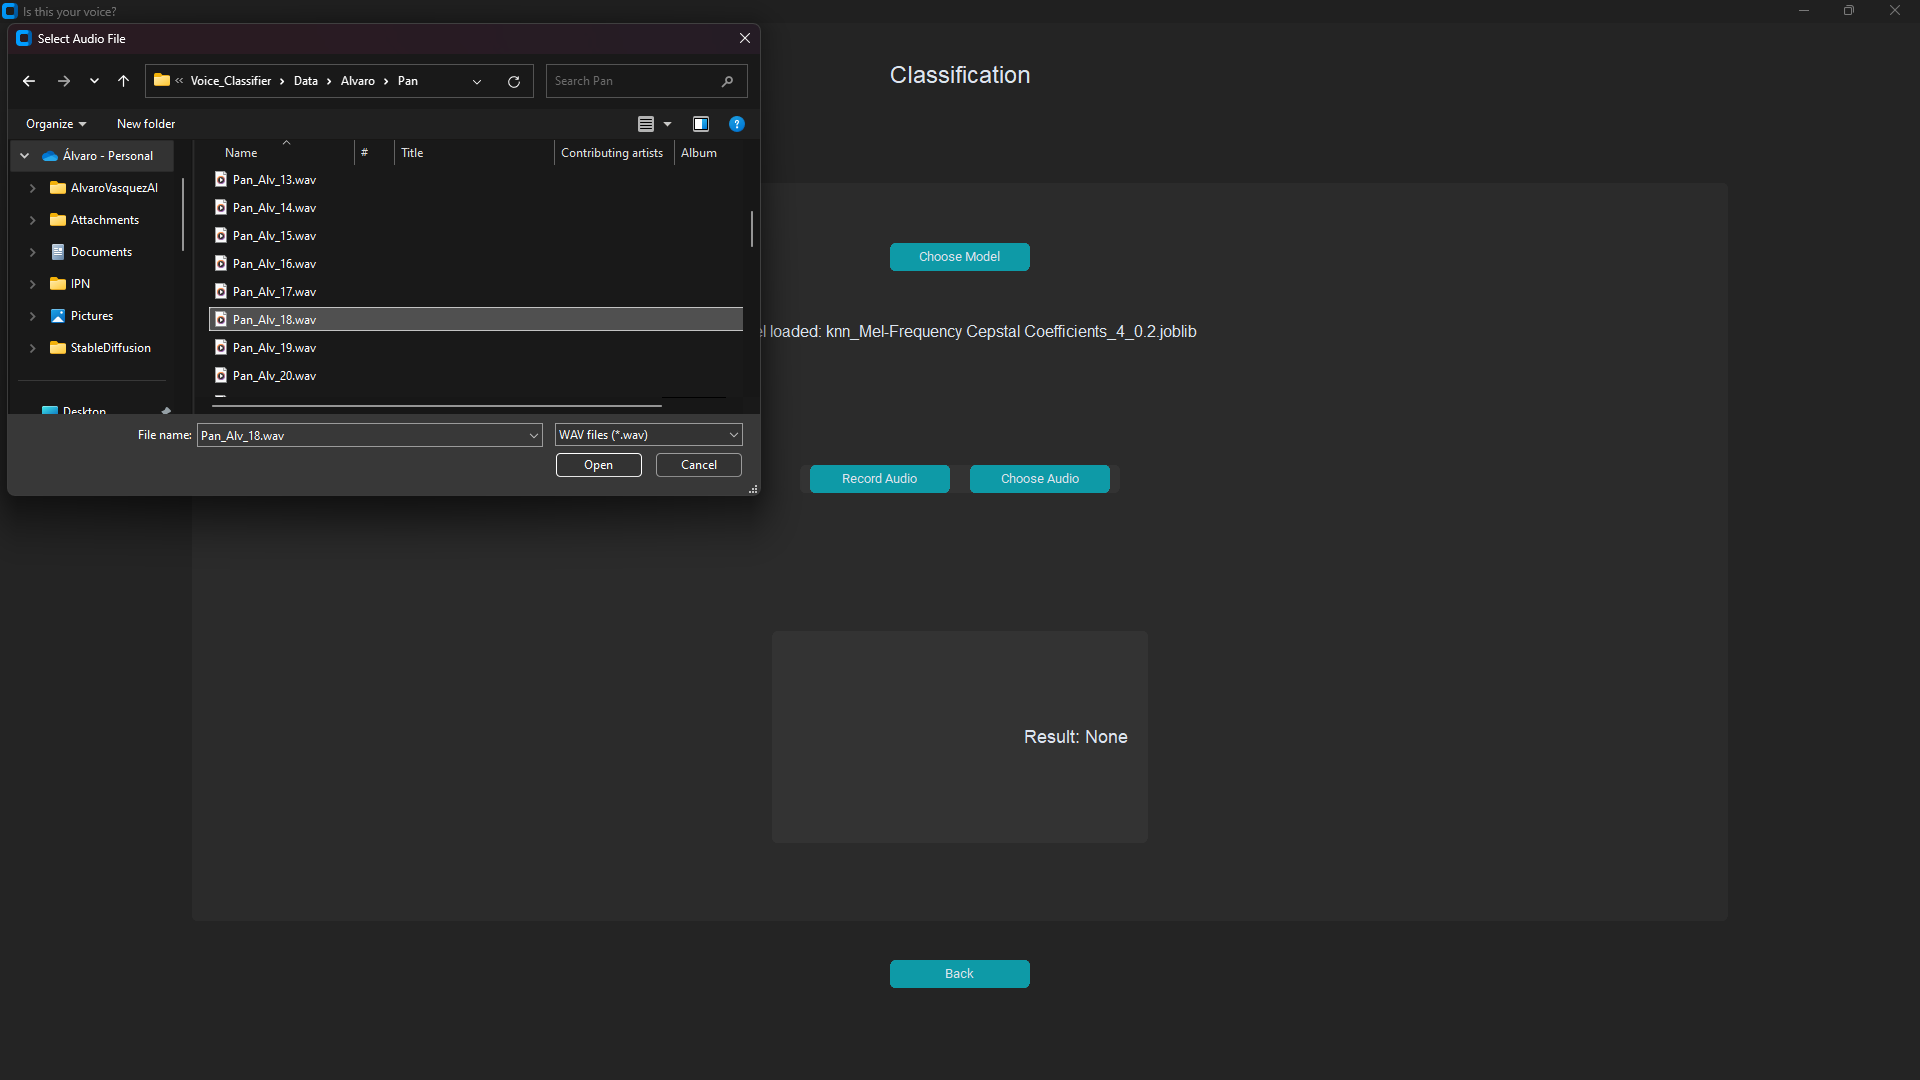 Is this your voice?
Select Audio File
« Voice_Classifier › Data › Alvaro › Pan
Search Pan
Organize
New folder
?
Álvaro - Personal
AlvaroVasquezAI
Attachments
Documents
IPN
Pictures
StableDiffusion
Desktop
Name # Title Contributing artists Album
Pan_Alv_13.wav
Pan_Alv_14.wav
Pan_Alv_15.wav
Pan_Alv_16.wav
Pan_Alv_17.wav
Pan_Alv_18.wav
Pan_Alv_19.wav
Pan_Alv_20.wav
File name: Pan_Alv_18.wav
WAV files (*.wav)
Open
Cancel
Classification
Choose Model
loaded: knn_Mel-Frequency Cepstal Coefficients_4_0.2.joblib
Record Audio
Choose Audio
Result: None
Back